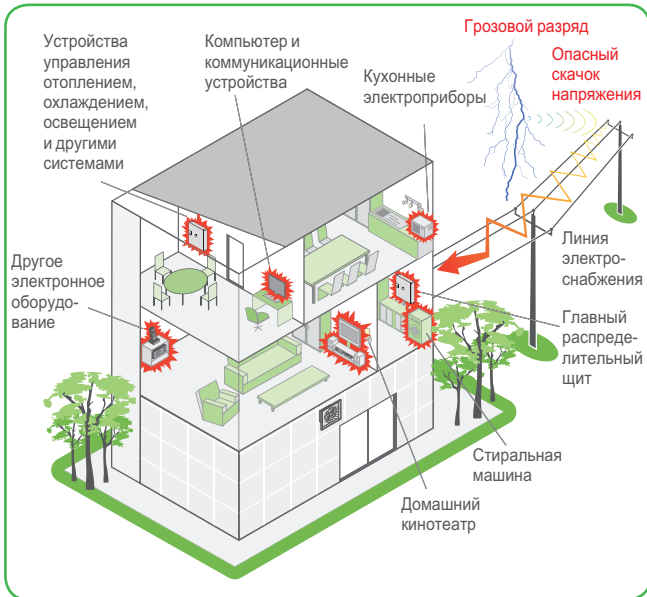 Грозовой разряд
Устройства
управления
отоплением,
охлаждением,
освещением
и другими
системами
Компьютер и
коммуникационные
устройства
Кухонные
электроприборы
Опасный
скачок
напряжения
Другое
электронное
оборудо-
вание
Линия
электро-
снабжения
Главный
распреде-
лительный
щит
Стиральная
машина
Домашний
кинотеатр